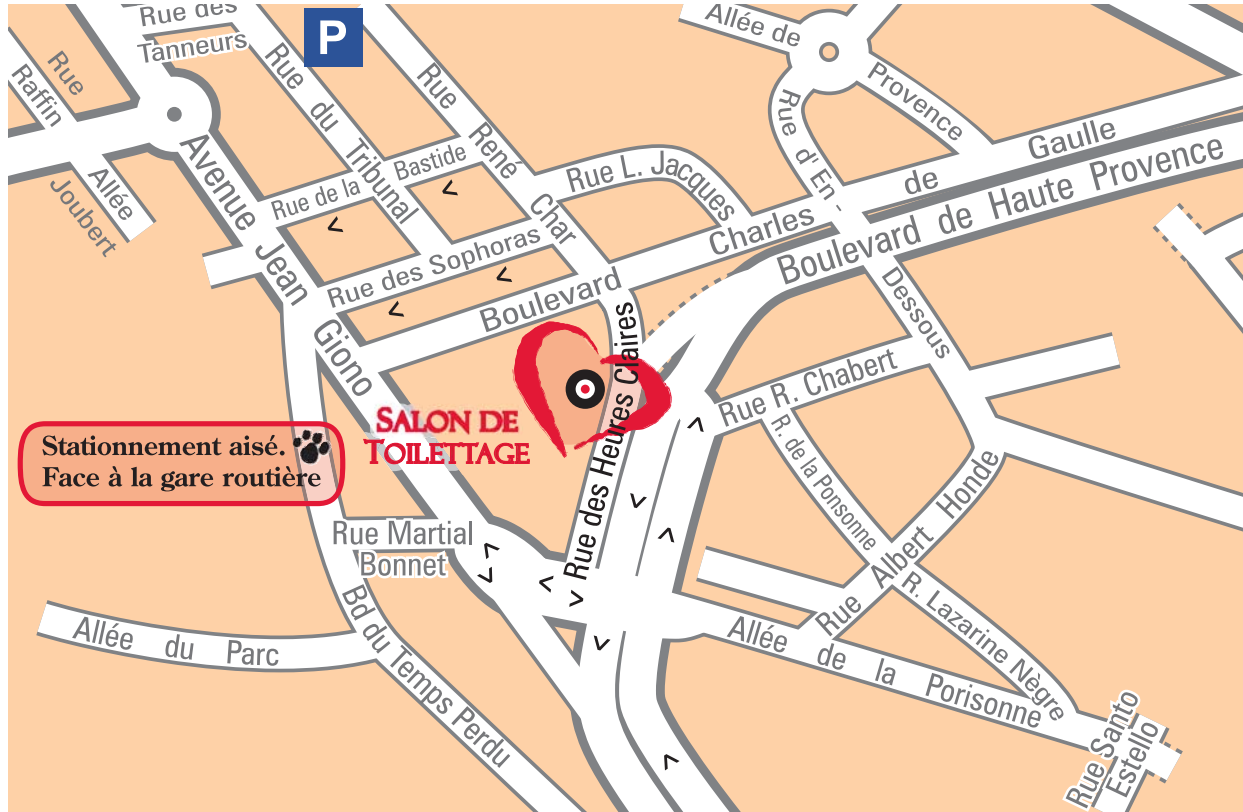 Rue des
Tanneurs
P
Allée de
Provence
Rue
Raffin
Rue du Tribunal
Rue René Char
Rue d'En
Dessous
Gaulle
de
Charles
Boulevard
Boulevard de Haute Provence
Avenue Jean Giono
Rue de la Bastide
Rue L. Jacques
Allée
Joubert
Rue des Sophoras
Rue des Heures Claires
Rue R. Chabert
SALON DE
TOILETTAGE
Stationnement aisé.
Face à la gare routière
R. de la Ponsonne
Rue Albert Honde
Rue Martial
Bonnet
R. Lazarine Nègre
Bd du Temps Perdu
Allée du Parc
Allée de la Porisonne
Rue Santo
Estello